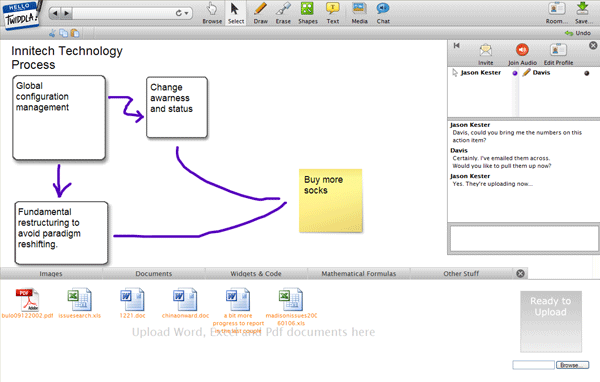 HELLO
TWIDDLA!
Browse
Select
Draw
Erase
Shapes
Text
Media
Chat
Room...
Save...
Undo
Innitech Technology
Process
Global
configuration
management
Change
awarness
and status
Buy more
socks
Fundamental
restructuring to
avoid paradigm
reshifting.
Invite
Join Audio
Edit Profile
Jason Kester
Davis
Jason Kester
Davis, could you bring me the numbers on this
action item?
Davis
Certainly. I've emailed them across.
Would you like to pull them up now?
Jason Kester
Yes. They're uploading now...
Images
Documents
Widgets & Code
Mathematical Formulas
Other Stuff
PDF
Adobe
bulo09122002.pdf
issuesearch.xls
1221.doc
chinaonward.doc
a bit more
progress to report
madisonissues200
60106.xls
Upload Word, Excel and Pdf documents here
Ready to
Upload
Browse...